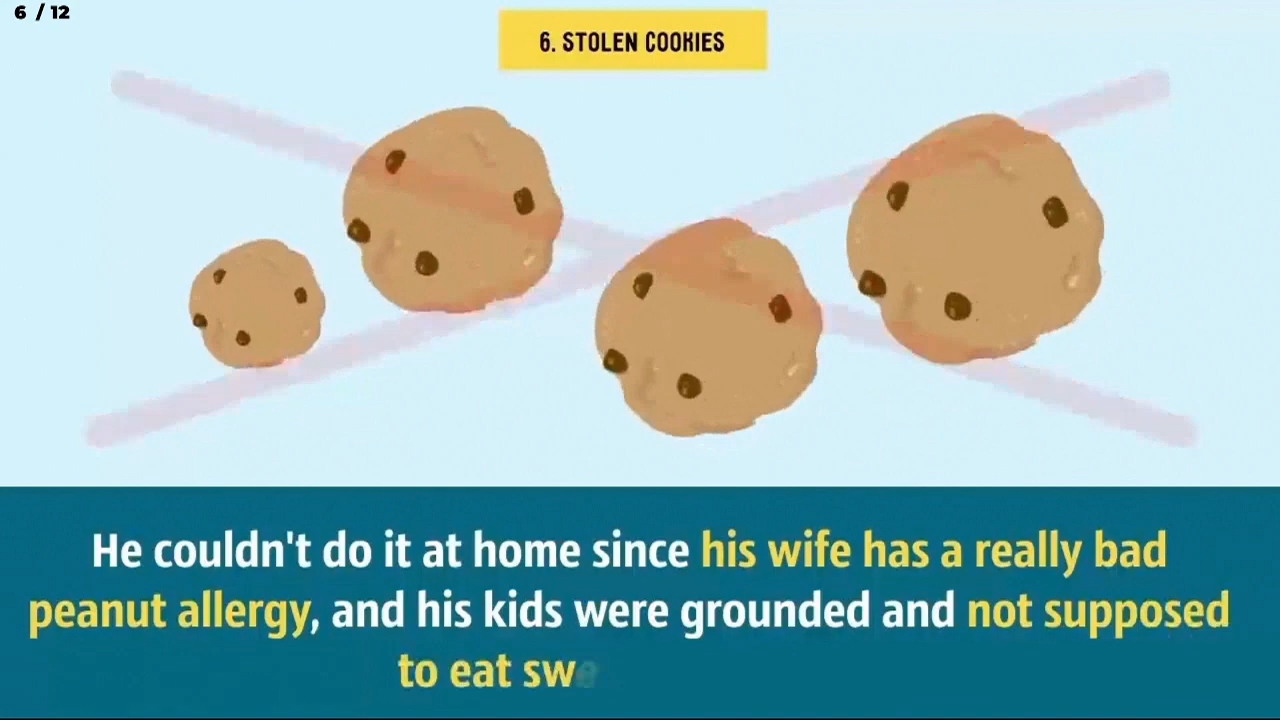 6 / 12
6. STOLEN COOKIES
He couldn't do it at home since his wife has a really bad
peanut allergy, and his kids were grounded and not supposed
to eat swe